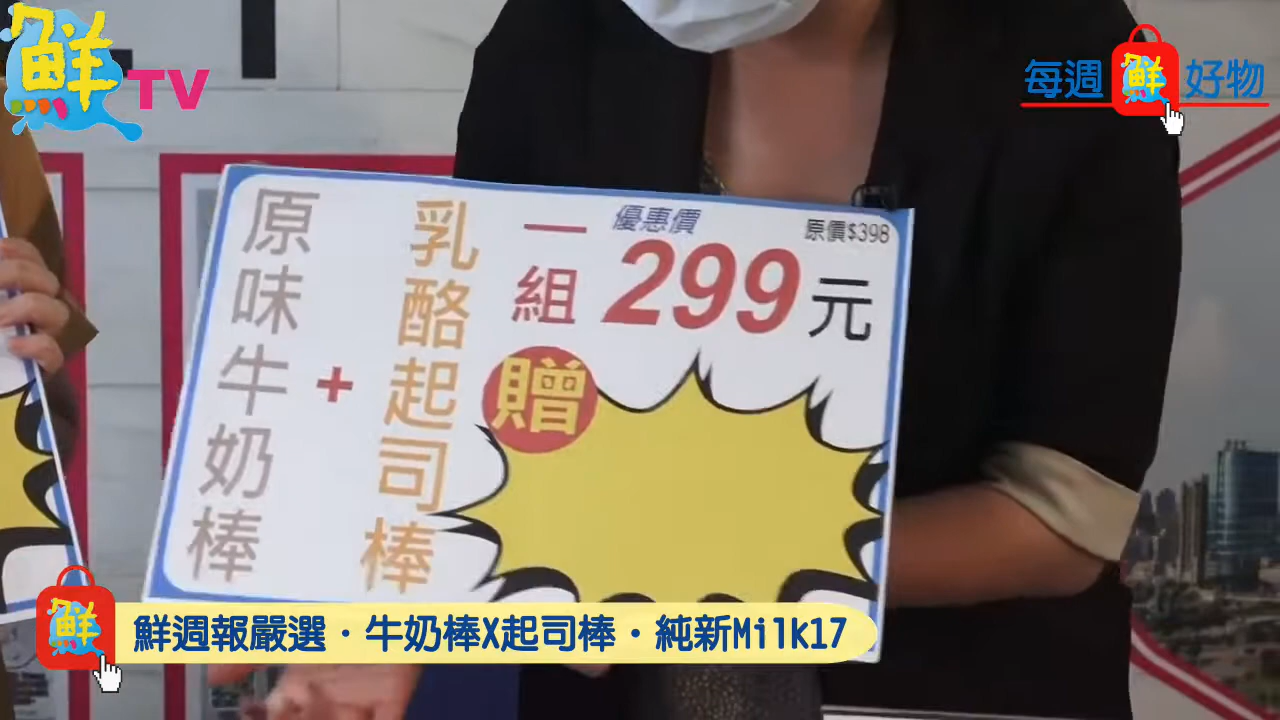 鮮TV
每週鮮好物
原味牛奶棒
+
乳酪起司棒
一組
優惠價
299元
原價$398
贈
鮮
鮮週報嚴選・牛奶棒X起司棒・純新Milk17